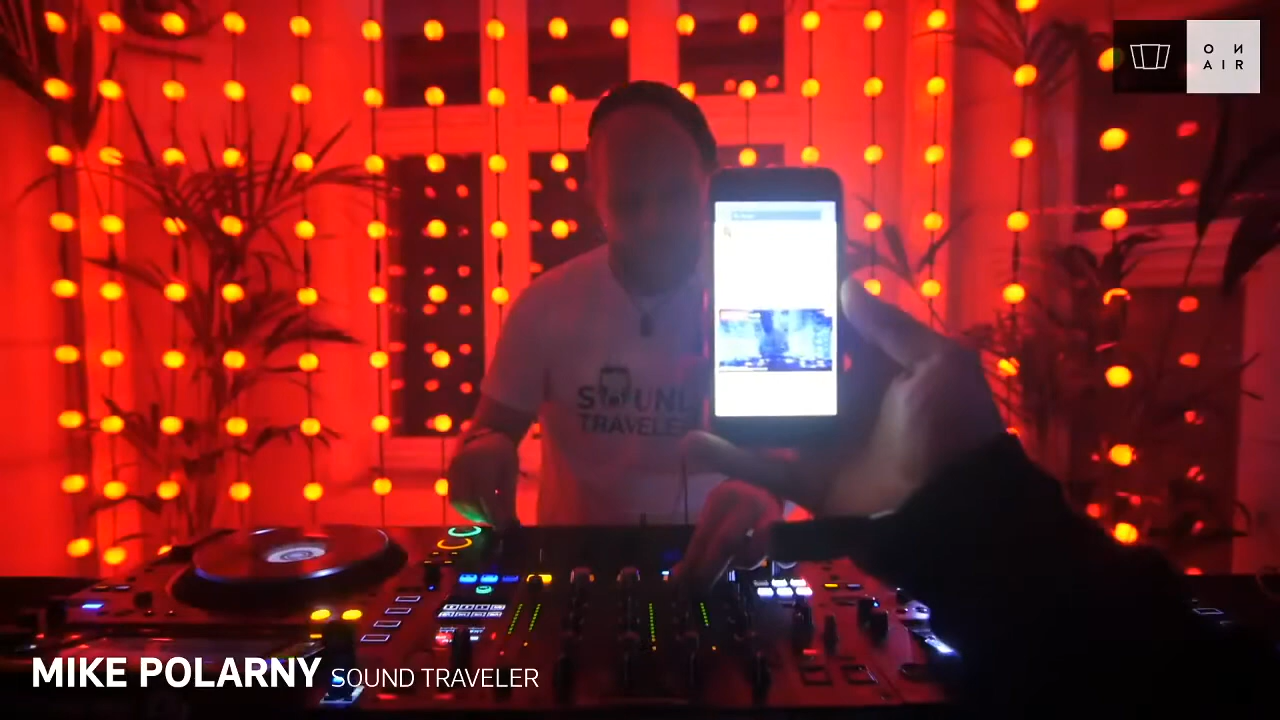 ON
AIR
SOUND
TRAVELER
MIKE POLARNY SOUND TRAVELER